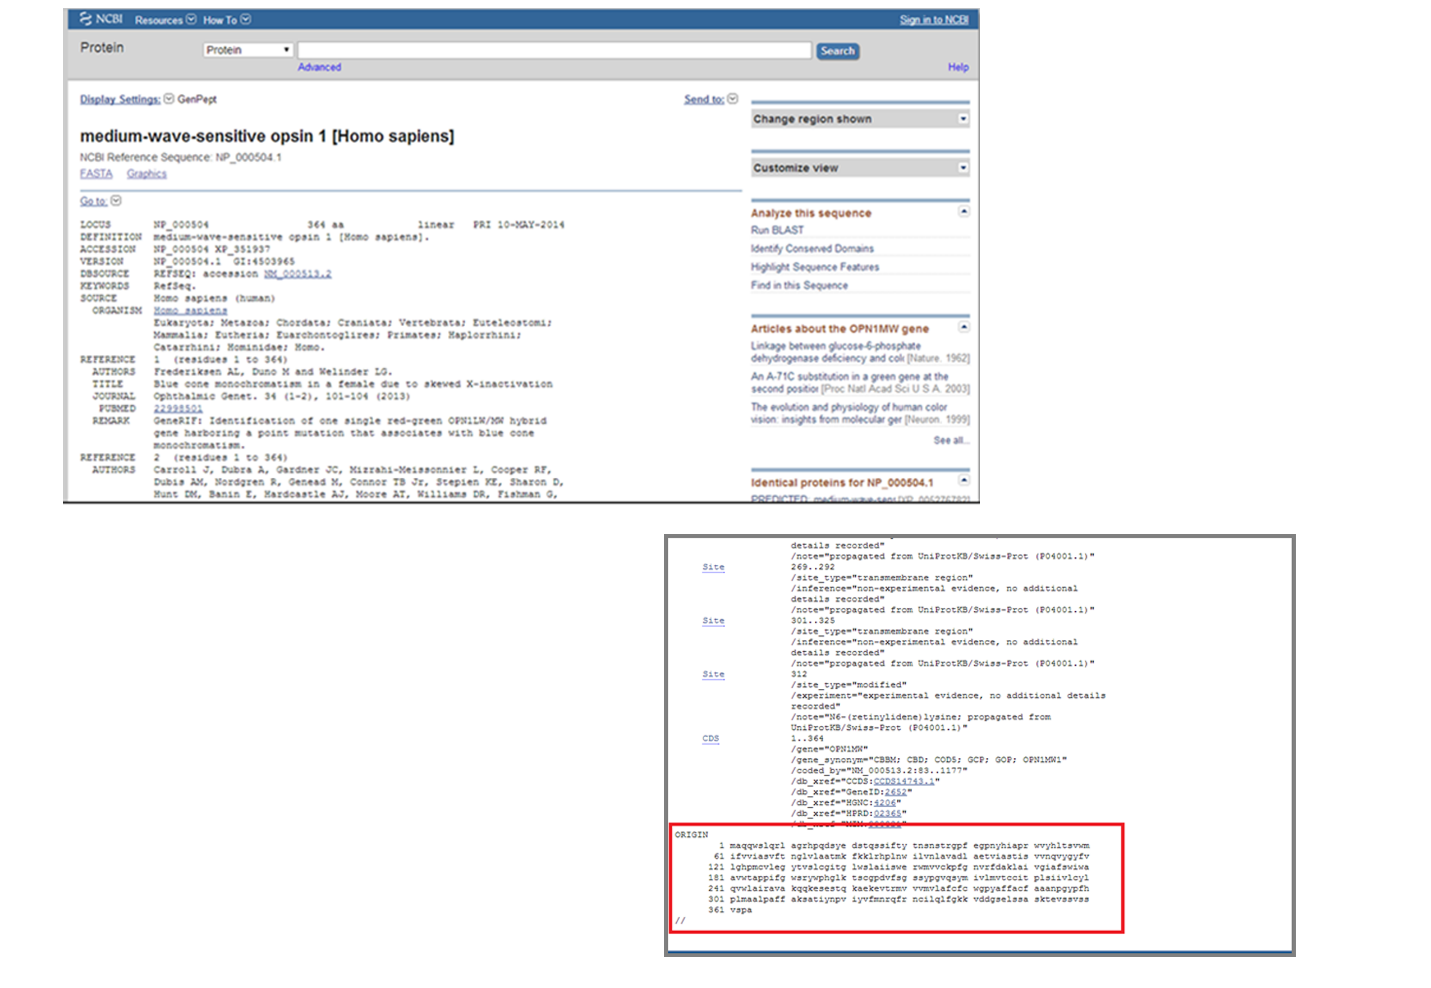 NCBI Resources How To Sign in to NCBI
Protein Protein Search
Advanced Help
Display Settings: GenPept Send to:
medium-wave-sensitive opsin 1 [Homo sapiens]
NCBI Reference Sequence: NP_000504.1
FASTA Graphics
Go to:
LOCUS NP_000504 364 aa linear PRI 10-MAY-2014
DEFINITION medium-wave-sensitive opsin 1 [Homo sapiens].
ACCESSION NP_000504 XP_351937
VERSION NP_000504.1 GI:4503965
DBSOURCE REFSEQ: accession NM_000513.2
KEYWORDS RefSeq.
SOURCE Homo sapiens (human)
ORGANISM Homo sapiens
Eukaryota; Metazoa; Chordata; Craniata; Vertebrata; Euteleostomi;
Mammalia; Eutheria; Euarchontoglires; Primates; Haplorrhini;
Catarrhini; Hominidae; Homo.
REFERENCE 1 (residues 1 to 364)
AUTHORS Frederiksen AL, Duno M and Welinder LG.
TITLE Blue cone monochromatism in a female due to skewed X-inactivation
JOURNAL Ophthalmic Genet. 34 (1-2), 101-104 (2013)
PUBMED 22998501
REMARK GeneRIF: Identification of one single red-green OPN1LW/MW hybrid
gene harboring a point mutation that associates with blue cone
monochromatism.
REFERENCE 2 (residues 1 to 364)
AUTHORS Carroll J, Dubra A, Gardner JC, Mizrahi-Meissonnier L, Cooper RF,
Dubis AM, Nordgren R, Genead M, Connor TB Jr, Stepien KE, Sharon D,
Hunt DM, Banin E, Hardcastle AJ, Moore AT, Williams DR, Fishman G,
Change region shown
Customize view
Analyze this sequence
Run BLAST
Identify Conserved Domains
Highlight Sequence Features
Find in this Sequence
Articles about the OPN1MW gene
Linkage between glucose-6-phosphate
dehydrogenase deficiency and col [Nature. 1962]
An A-71C substitution in a green gene at the
second position [Proc Natl Acad Sci U S A. 2003]
The evolution and physiology of human color
vision: insights from molecular ger [Neuron. 1999]
See all...
Identical proteins for NP_000504.1
PREDICTED: medium-wave-sens
details recorded"
/note="propagated from UniProtKB/Swiss-Prot (P04001.1)"
Site 269..292
/site_type="transmembrane region"
/inference="non-experimental evidence, no additional
details recorded"
/note="propagated from UniProtKB/Swiss-Prot (P04001.1)"
Site 301..325
/site_type="transmembrane region"
/inference="non-experimental evidence, no additional
details recorded"
/note="propagated from UniProtKB/Swiss-Prot (P04001.1)"
Site 312
/site_type="modified"
/experiment="experimental evidence, no additional details
recorded"
/note="N6-(retinylidene)lysine; propagated from
UniProtKB/Swiss-Prot (P04001.1)"
CDS 1..364
/gene="OPN1MW"
/gene_synonym="CBBM; CBD; COD5; GCP; GOP; OPN1MW1"
/coded_by="NM_000513.2:83..1177"
/db_xref="CCDS:CCDS14743.1"
/db_xref="GeneID:2652"
/db_xref="HGNC:4206"
/db_xref="HPRD:02365"
ORIGIN
1 maqqwslqrl agrhpqdsye dstqssifty tnsnstrgpf egpnyhiapr wvyhltsvwm
61 ifvviasvft nglvlaatmk fkklrhplnw ilvnlavadl aetviastis vvnqvygyfv
121 lghpmcvleg ytvslcgitg lwslaiiswe rwmvvckpfg nvrfdaklai vgiafswiwa
181 avwtappifg wsrywphglk tscgpdvfsg ssypgvqsym ivlmvtccit plsiivlcyl
241 qvwlairava kqqkesestq kaekevtrmv vvmvlafcfc wgpyaffacf aaanpgypfh
301 plmaalpaff aksatiynpv iyvfmnrqfr ncilqlfgkk vddgselssa sktevssvss
361 vspa
//